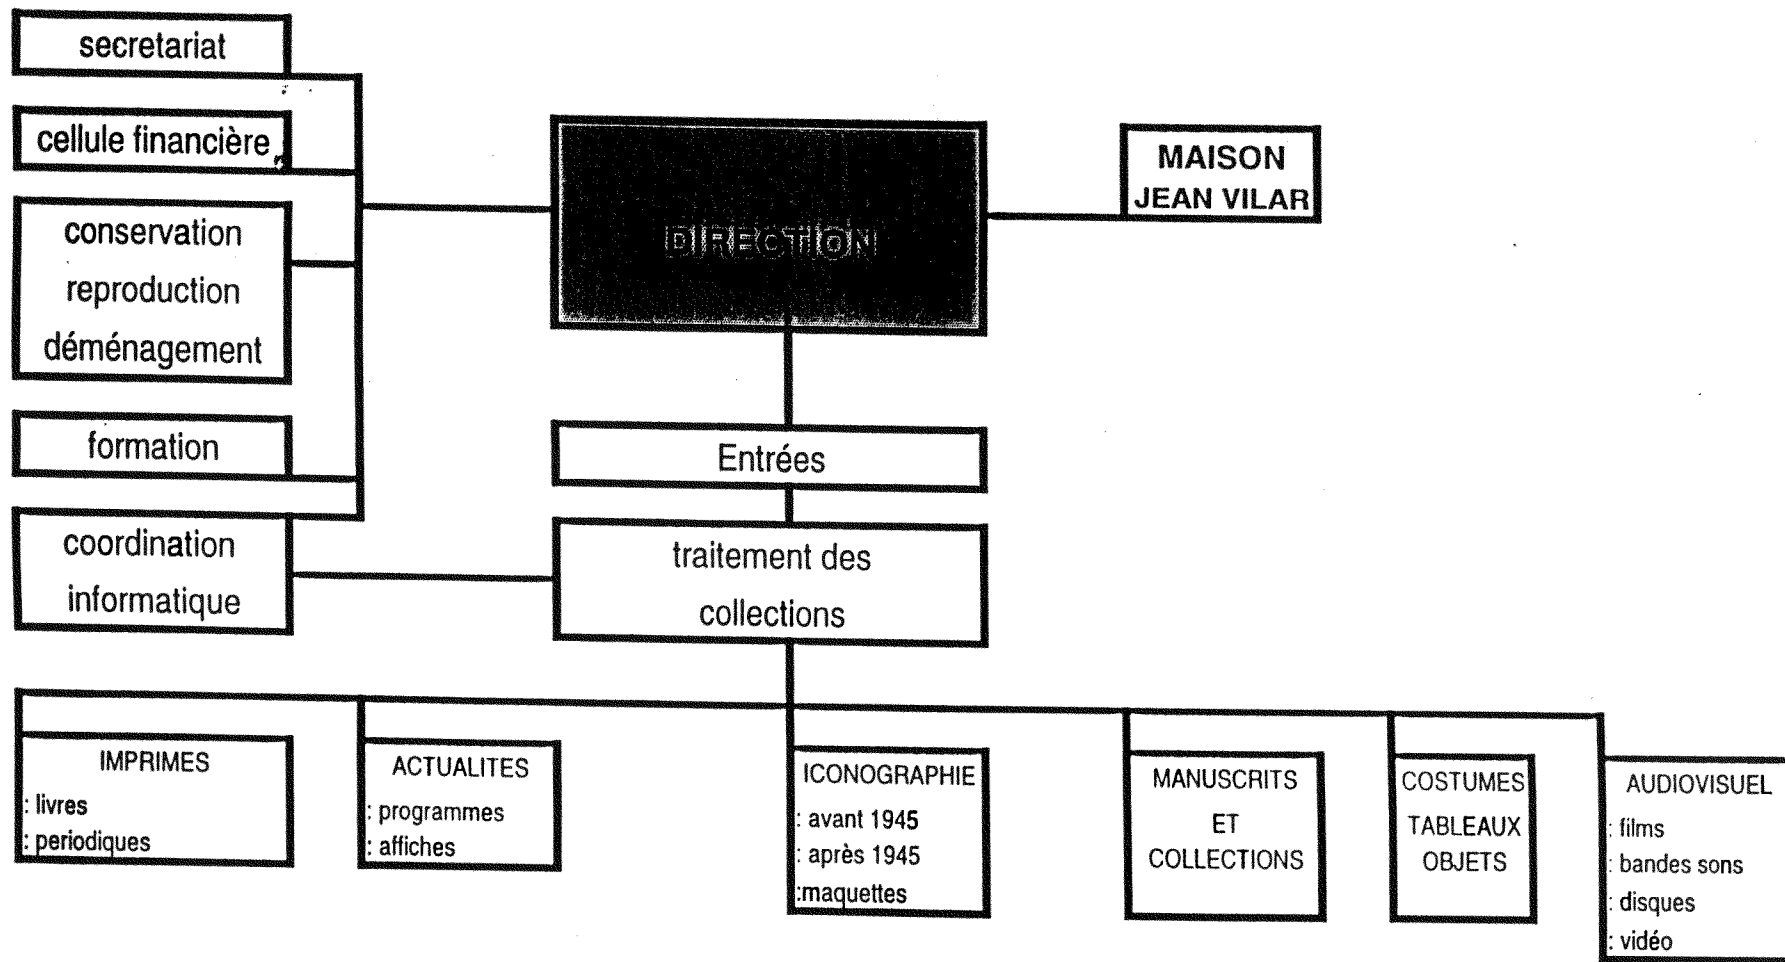 secretariat
cellule financière
conservation
reproduction
déménagement
formation
coordination
informatique
DIRECTION
MAISON
JEAN VILAR
Entrées
traitement des
collections
IMPRIMES
: livres
: periodiques
ACTUALITES
: programmes
: affiches
ICONOGRAPHIE
: avant 1945
: après 1945
:maquettes
MANUSCRITS
ET
COLLECTIONS
COSTUMES
TABLEAUX
OBJETS
AUDIOVISUEL
: films
: bandes sons
: disques
: vidéo